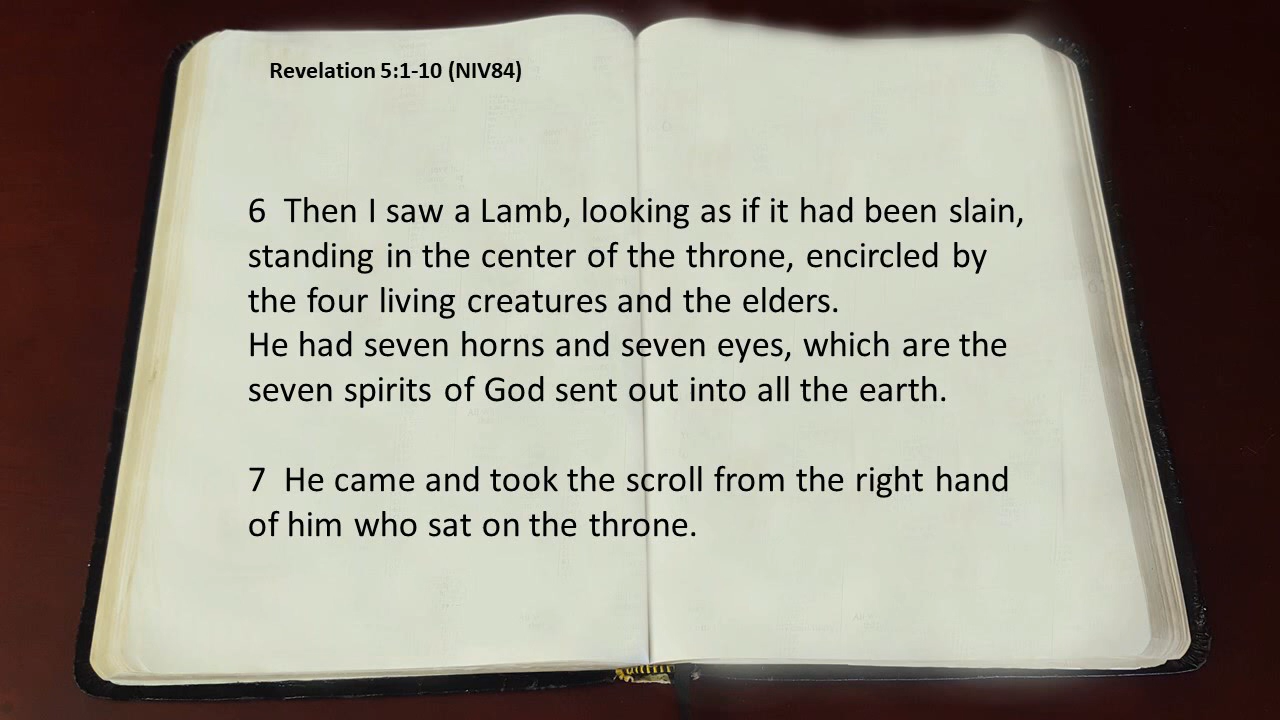 Revelation 5:1-10 (NIV84)
6  Then I saw a Lamb, looking as if it had been slain,
standing in the center of the throne, encircled by
the four living creatures and the elders.
He had seven horns and seven eyes, which are the
seven spirits of God sent out into all the earth.
7  He came and took the scroll from the right hand
of him who sat on the throne.